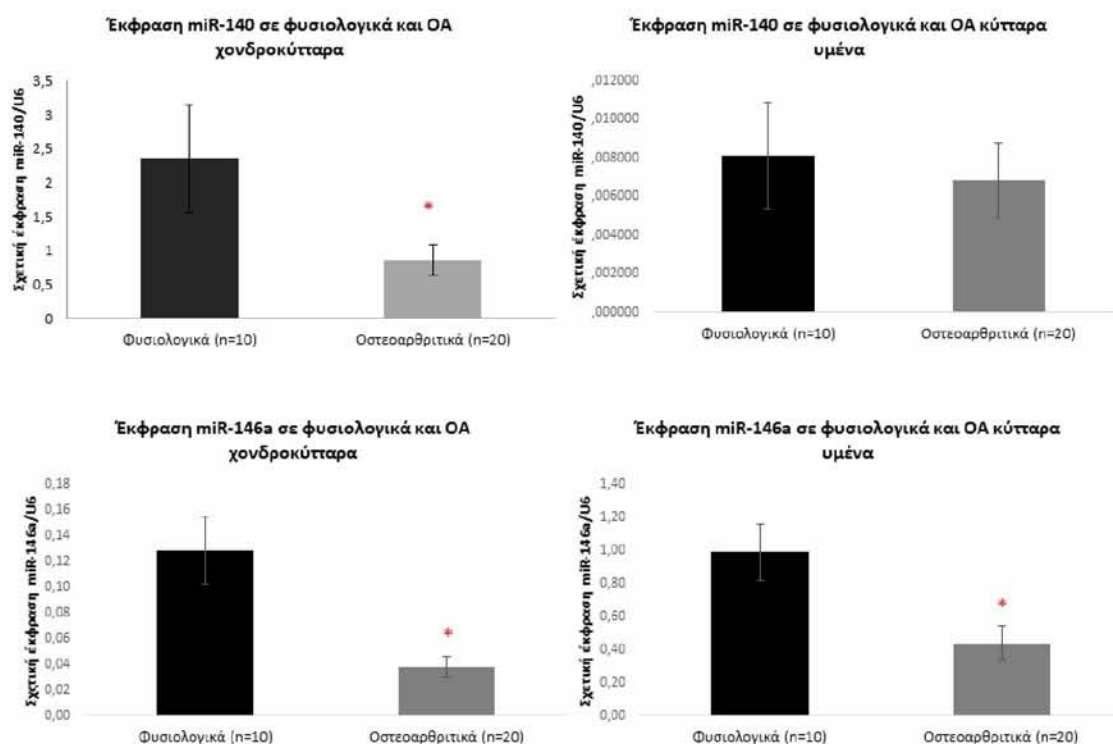 Έκφραση miR-140 σε φυσιολογικά και ΟΑ
χονδροκύτταρα
Σχετική έκφραση miR-140/U6
3,5
3
2,5
2
1,5
1
0,5
0
*
Φυσιολογικά (n=10)
Οστεοαρθριτικά (n=20)
Έκφραση miR-140 σε φυσιολογικά και ΟΑ κύτταρα
υμένα
Σχετική έκφραση miR-140/U6
,012000
,010000
,008000
,006000
,004000
,002000
,000000
Φυσιολογικά (n=10)
Οστεοαρθριτικά (n=20)
Έκφραση miR-146a σε φυσιολογικά και ΟΑ
χονδροκύτταρα
Σχετική έκφραση miR-146a/U6
0,18
0,16
0,14
0,12
0,10
0,08
0,06
0,04
0,02
0,00
*
Φυσιολογικά (n=10)
Οστεοαρθριτικά (n=20)
Έκφραση miR-146a σε φυσιολογικά και ΟΑ κύτταρα
υμένα
Σχετική έκφραση miR-146a/U6
1,40
1,20
1,00
0,80
0,60
0,40
0,20
0,00
*
Φυσιολογικά (n=10)
Οστεοαρθριτικά (n=20)